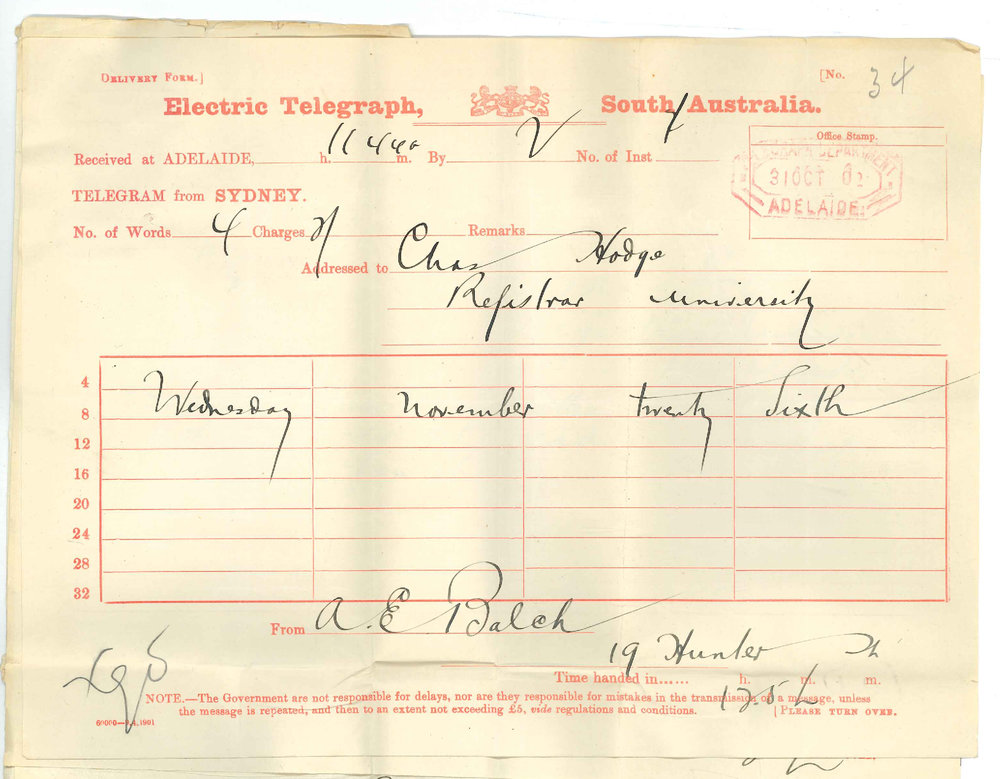 DELIVERY FORM.] [No. 34
Electric Telegraph, South Australia.
Office Stamp.
Received at ADELAIDE, h. 11 44a m. By V No. of Inst 4
DEPARTMENT
31 OCT 02
ADELAIDE
TELEGRAM from SYDNEY.
No. of Words 4 Charges Remarks
Addressed to Chas Hodge
Registrar University
4
Wednesday November twenty Sixth
8
12
16
20
24
28
32
From A. E Balch
19 Hunter St
Time handed in...... h. m. m.
NOTE.—The Government are not responsible for delays, nor are they responsible for mistakes in the transmission of a message, unless
the message is repeated, and then to an extent not exceeding £5, vide regulations and conditions. [PLEASE TURN OVER.